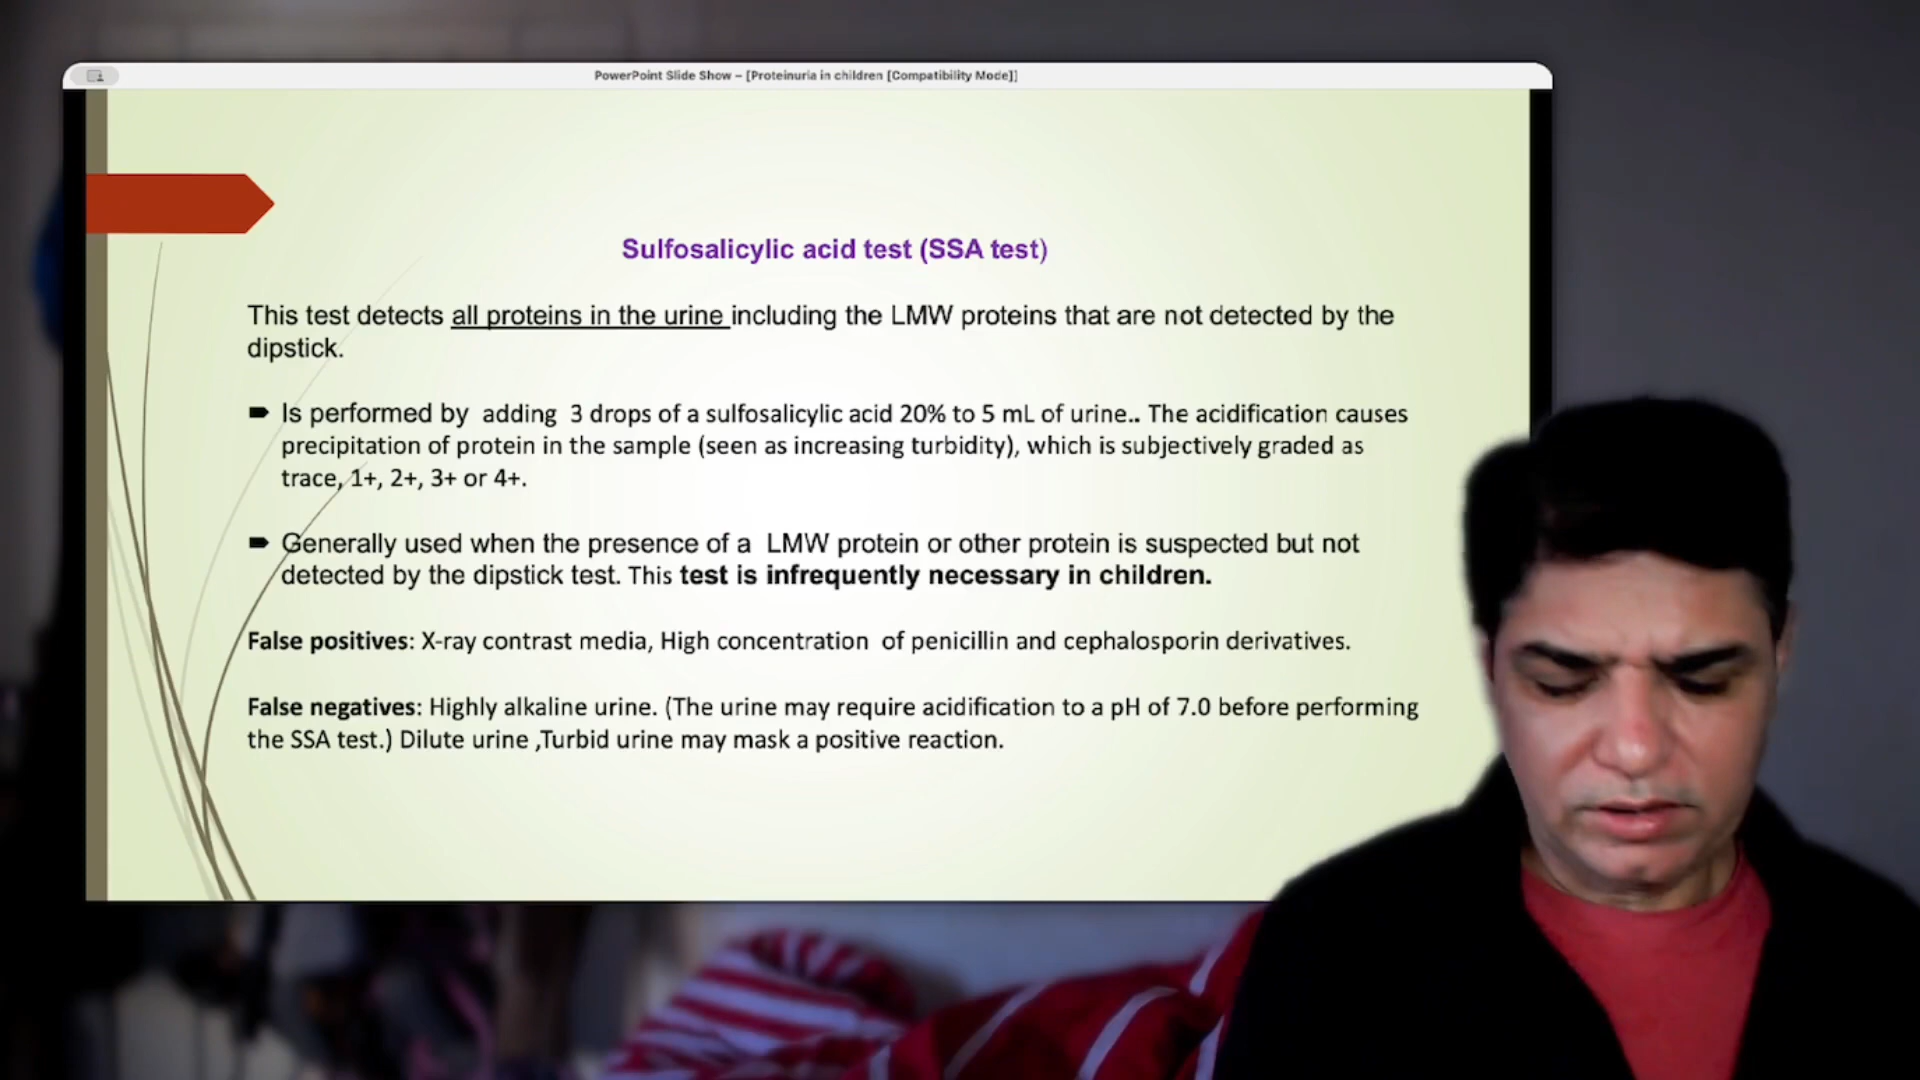 PowerPoint Slide Show – [Proteinuria in children [Compatibility Mode]]
Sulfosalicylic acid test (SSA test)
This test detects all proteins in the urine including the LMW proteins that are not detected by the
dipstick.
Is performed by adding 3 drops of a sulfosalicylic acid 20% to 5 mL of urine.. The acidification causes
precipitation of protein in the sample (seen as increasing turbidity), which is subjectively graded as
trace, 1+, 2+, 3+ or 4+.
Generally used when the presence of a LMW protein or other protein is suspected but not
detected by the dipstick test. This test is infrequently necessary in children.
False positives: X-ray contrast media, High concentration of penicillin and cephalosporin derivatives.
False negatives: Highly alkaline urine. (The urine may require acidification to a pH of 7.0 before performing
the SSA test.) Dilute urine ,Turbid urine may mask a positive reaction.